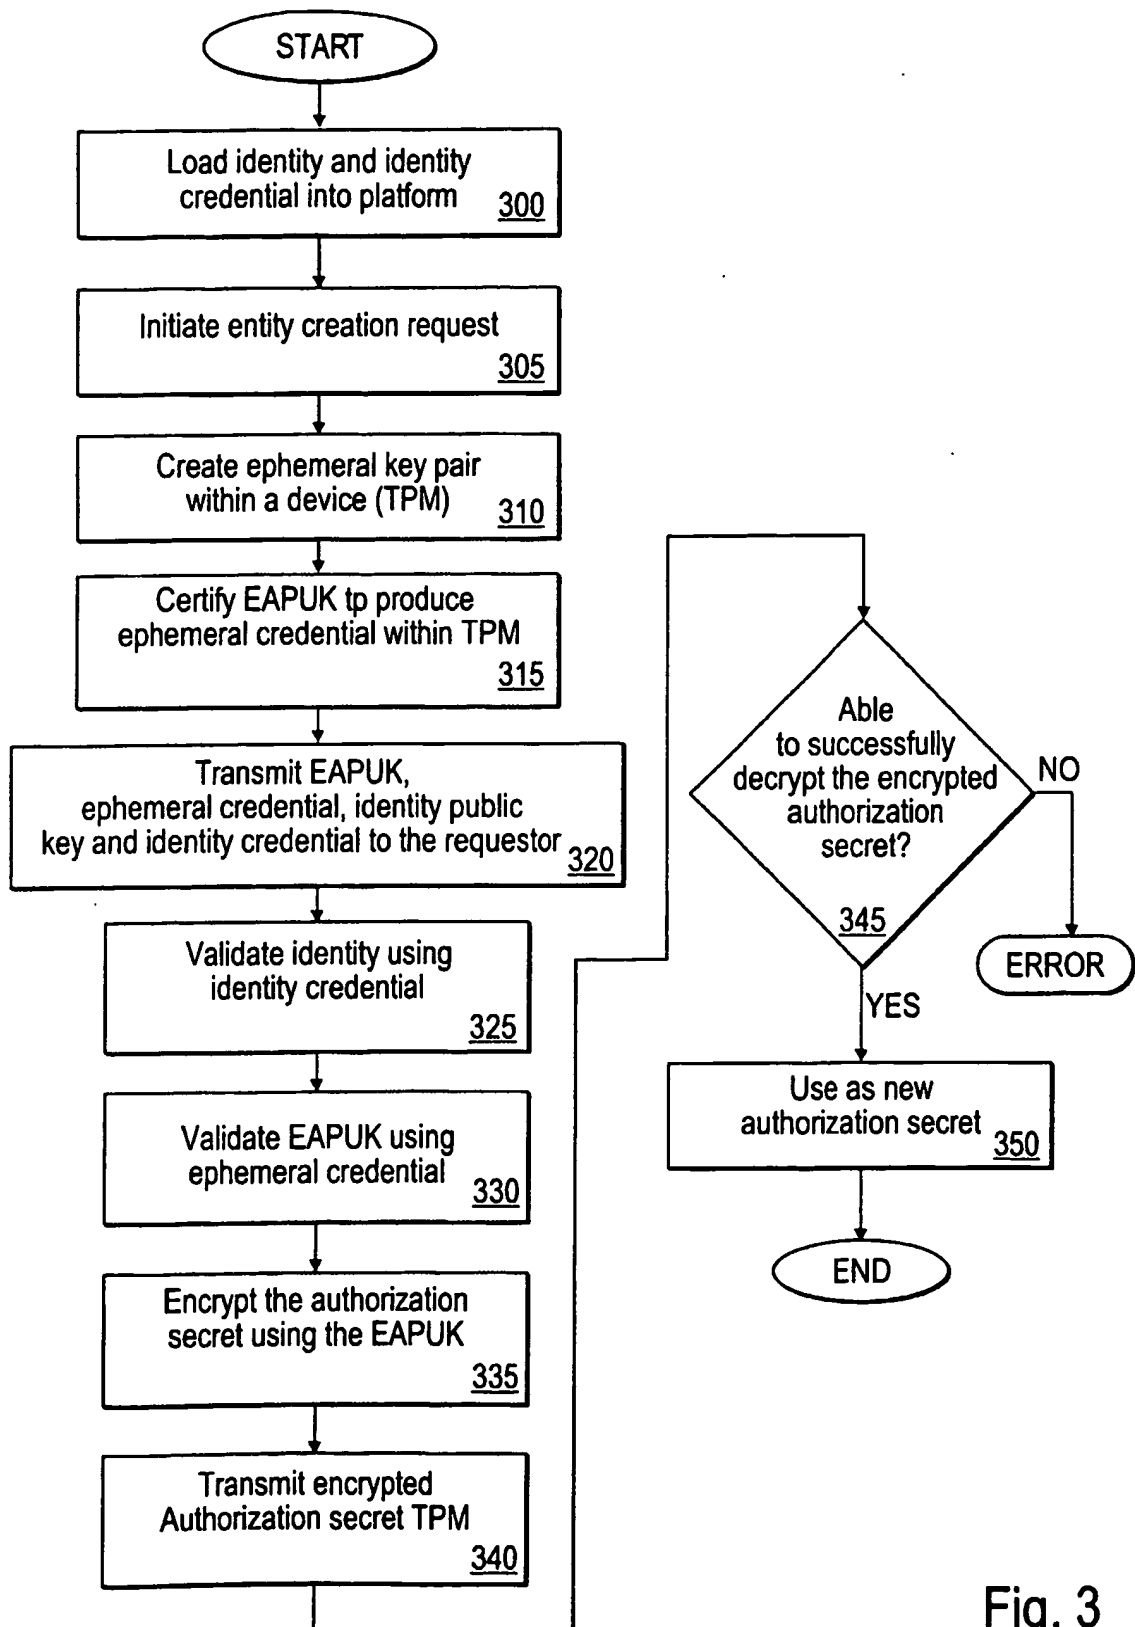 START
Load identity and identity
credential into platform
300
Initiate entity creation request
305
Create ephemeral key pair
within a device (TPM)
310
Certify EAPUK tp produce
ephemeral credential within TPM
315
Transmit EAPUK,
ephemeral credential, identity public
key and identity credential to the requestor
320
Validate identity using
identity credential
325
Validate EAPUK using
ephemeral credential
330
Encrypt the authorization
secret using the EAPUK
335
Transmit encrypted
Authorization secret TPM
340
Able
to successfully
decrypt the encrypted
authorization
secret?
345
NO
ERROR
YES
Use as new
authorization secret
350
END
Fig. 3